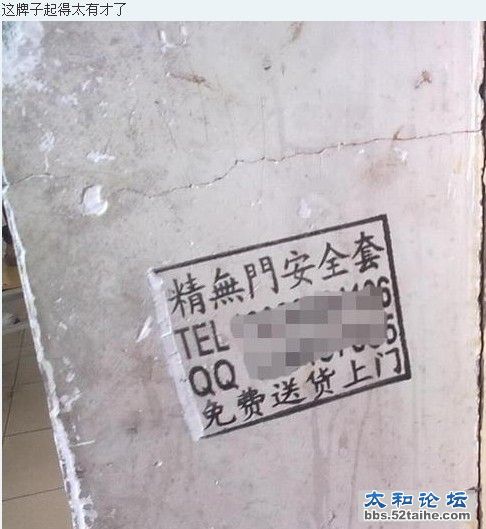 这牌子起得太有才了
精無門安全套
TEL
QQ
免费送货上门
太和论坛
bbs.52taihe.com